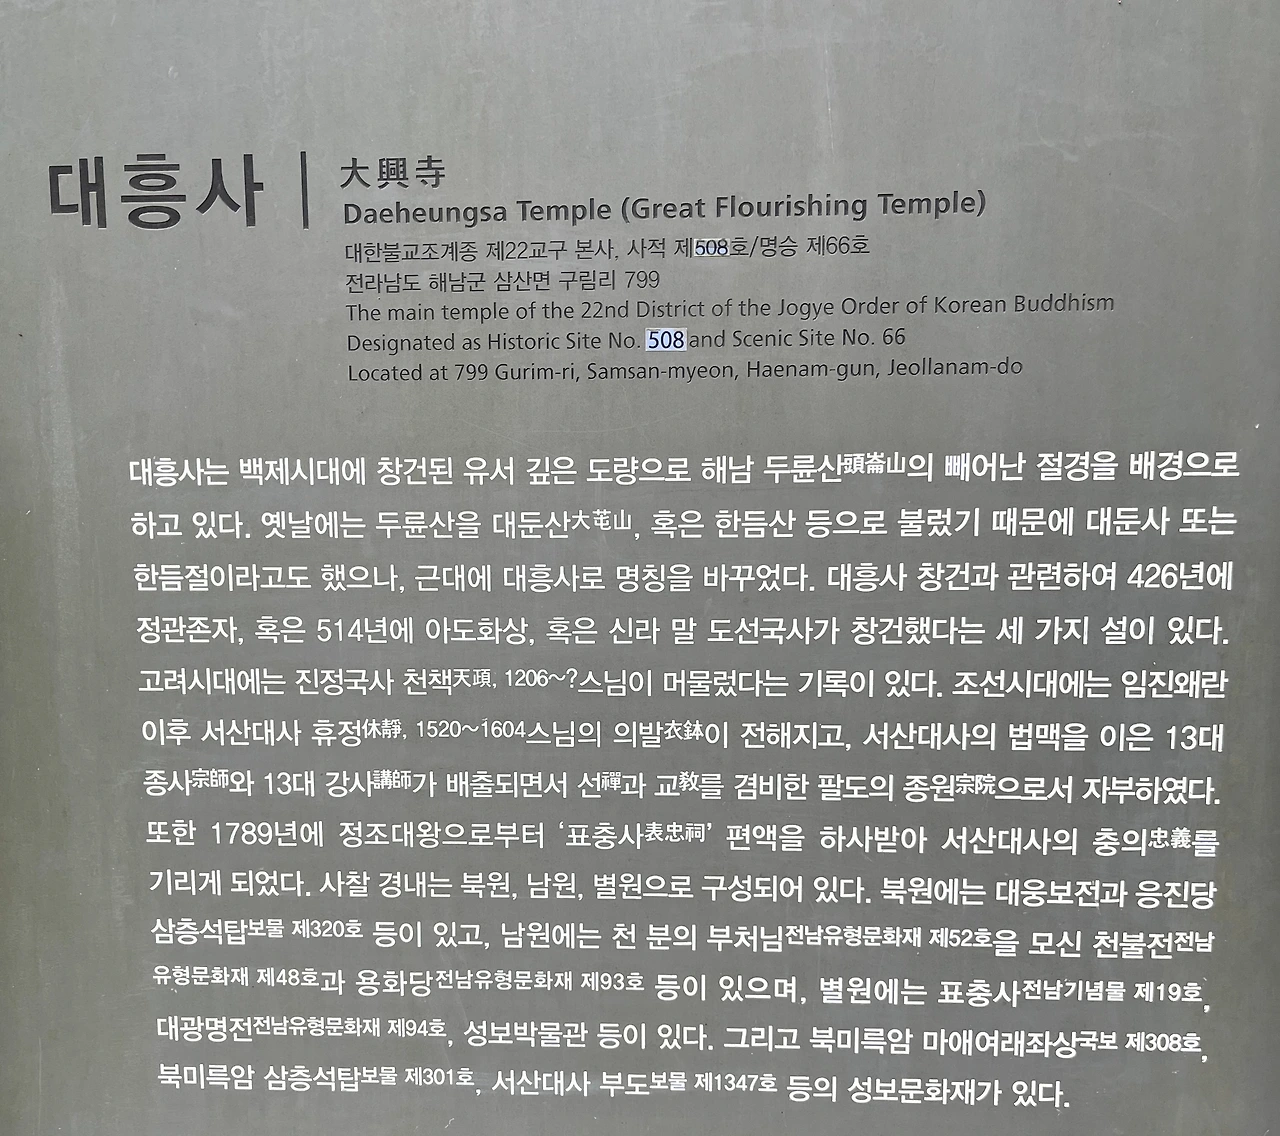 대흥사
大興寺
Daeheungsa Temple (Great Flourishing Temple)
대한불교조계종 제22교구 본사, 사적 제508호/명승 제66호
전라남도 해남군 삼산면 구림리 799
The main temple of the 22nd District of the Jogye Order of Korean Buddhism
Designated as Historic Site No. 508 and Scenic Site No. 66
Located at 799 Gurim-ri, Samsan-myeon, Haenam-gun, Jeollanam-do
대흥사는 백제시대에 창건된 유서 깊은 도량으로 해남 두륜산頭崙山의 빼어난 절경을 배경으로
하고 있다. 옛날에는 두륜산을 대둔산大芚山, 혹은 한듬산 등으로 불렀기 때문에 대둔사 또는
한듬절이라고도 했으나, 근대에 대흥사로 명칭을 바꾸었다. 대흥사 창건과 관련하여 426년에
정관존자, 혹은 514년에 아도화상, 혹은 신라 말 도선국사가 창건했다는 세 가지 설이 있다.
고려시대에는 진정국사 천책天頙, 1206~?스님이 머물렀다는 기록이 있다. 조선시대에는 임진왜란
이후 서산대사 휴정休靜, 1520~1604스님의 의발衣鉢이 전해지고, 서산대사의 법맥을 이은 13대
종사宗師와 13대 강사講師가 배출되면서 선禪과 교敎를 겸비한 팔도의 종원宗院으로서 자부하였다.
또한 1789년에 정조대왕으로부터 ‘표충사表忠祠’ 편액을 하사받아 서산대사의 충의忠義를
기리게 되었다. 사찰 경내는 북원, 남원, 별원으로 구성되어 있다. 북원에는 대웅보전과 응진당
삼층석탑보물 제320호 등이 있고, 남원에는 천 분의 부처님전남유형문화재 제52호을 모신 천불전전남
유형문화재 제48호과 용화당전남유형문화재 제93호 등이 있으며, 별원에는 표충사전남기념물 제19호,
대광명전전남유형문화재 제94호, 성보박물관 등이 있다. 그리고 북미륵암 마애여래좌상국보 제308호,
북미륵암 삼층석탑보물 제301호, 서산대사 부도보물 제1347호 등의 성보문화재가 있다.